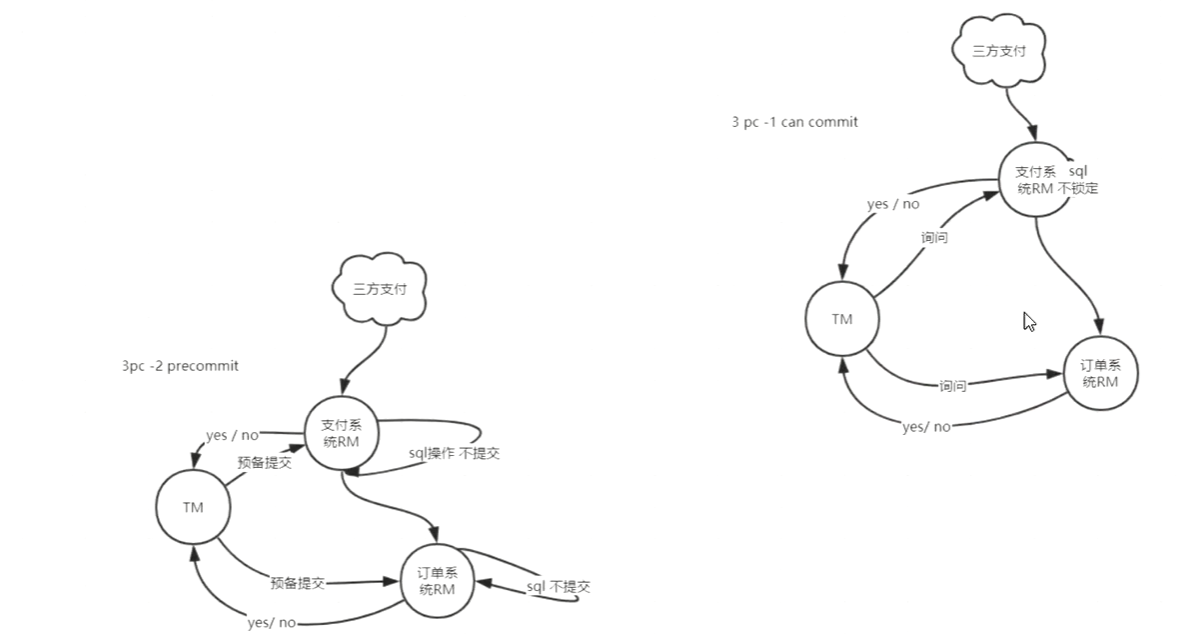 三方支付
3 pc -1 can commit
支付系
统RM
sql
不锁定
yes / no
询问
TM
订单系
统RM
询问
yes/ no
三方支付
3pc -2 precommit
支付系
统RM
yes / no
sql操作 不提交
预备提交
TM
订单系
统RM
预备提交
sql 不提交
yes/ no